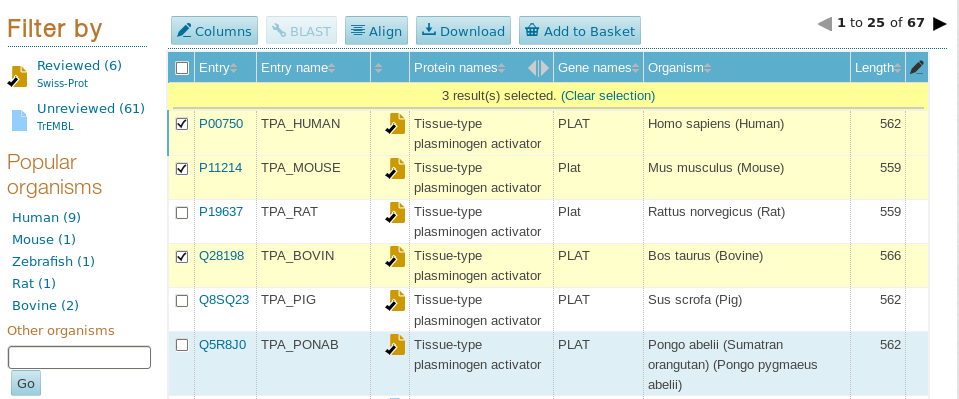 Filter by
Reviewed (6)
Swiss-Prot
Unreviewed (61)
TrEMBL
Popular
organisms
Human (9)
Mouse (1)
Zebrafish (1)
Rat (1)
Bovine (2)
Other organisms
Go
Columns BLAST Align Download Add to Basket
1 to 25 of 67
Entry Entry name Protein names Gene names Organism Length
3 result(s) selected. (Clear selection)
P00750 TPA_HUMAN Tissue-type PLAT Homo sapiens (Human) 562
plasminogen activator
P11214 TPA_MOUSE Tissue-type Plat Mus musculus (Mouse) 559
plasminogen activator
P19637 TPA_RAT Tissue-type Plat Rattus norvegicus (Rat) 559
plasminogen activator
Q28198 TPA_BOVIN Tissue-type PLAT Bos taurus (Bovine) 566
plasminogen activator
Q8SQ23 TPA_PIG Tissue-type PLAT Sus scrofa (Pig) 562
plasminogen activator
Q5R8J0 TPA_PONAB Tissue-type PLAT Pongo abelii (Sumatran 562
plasminogen activator orangutan) (Pongo pygmaeus
abelii)